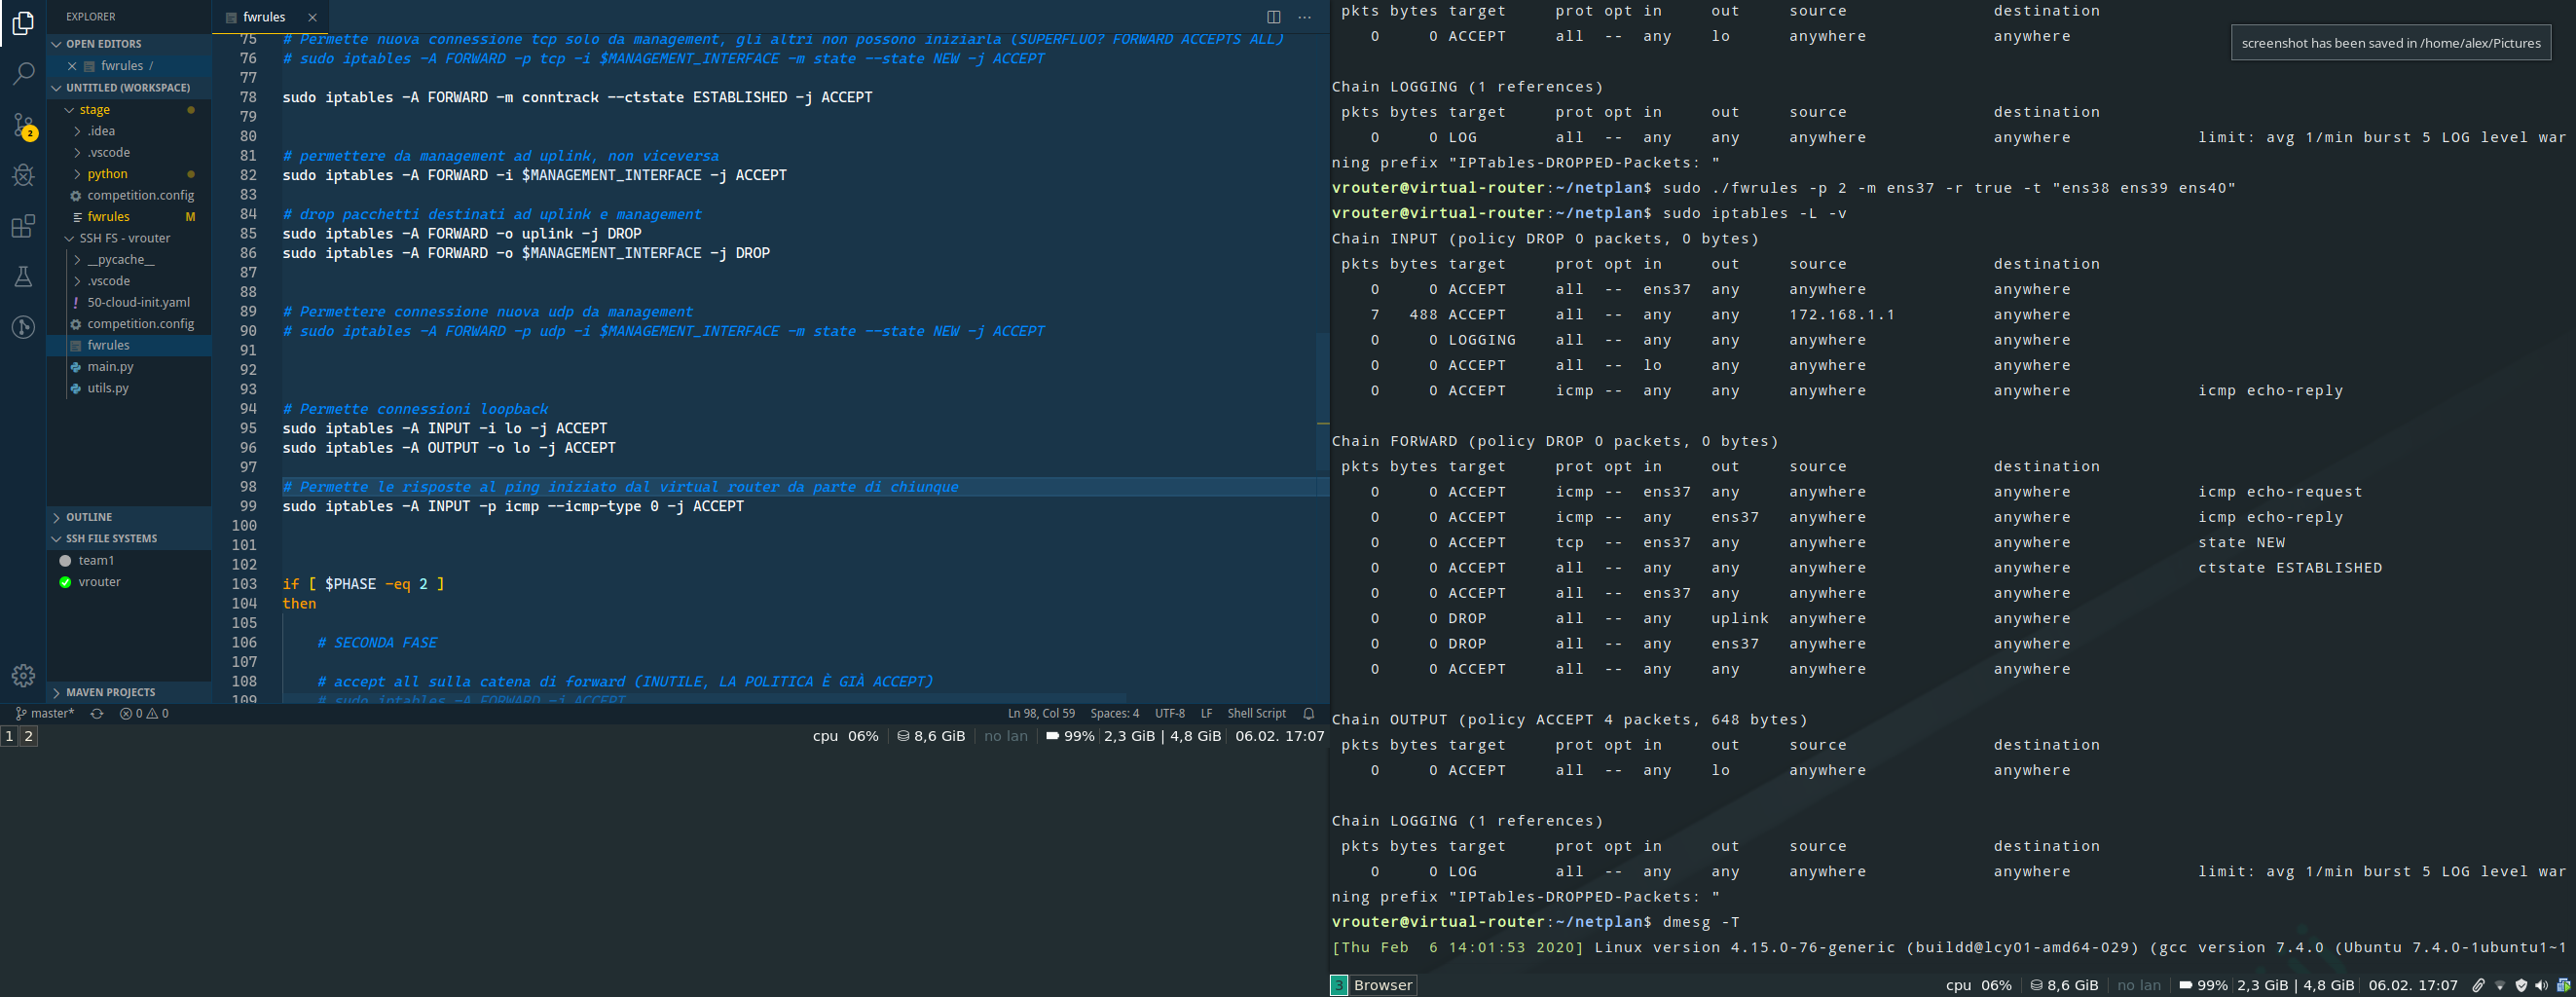 EXPLORER
OPEN EDITORS
fwrules /
UNTITLED (WORKSPACE)
stage
.idea
.vscode
python
competition.config
fwrules M
SSH FS - vrouter
__pycache__
.vscode
! 50-cloud-init.yaml
competition.config
fwrules
main.py
utils.py
OUTLINE
SSH FILE SYSTEMS
team1
vrouter
MAVEN PROJECTS
2
fwrules
75 # Permette nuova connessione tcp solo da management, gli altri non possono iniziarla (SUPERFLUO? FORWARD ACCEPTS ALL)
76 # sudo iptables -A FORWARD -p tcp -i $MANAGEMENT_INTERFACE -m state --state NEW -j ACCEPT
77
78 sudo iptables -A FORWARD -m conntrack --ctstate ESTABLISHED -j ACCEPT
79
80
81 # permettere da management ad uplink, non viceversa
82 sudo iptables -A FORWARD -i $MANAGEMENT_INTERFACE -j ACCEPT
83
84 # drop pacchetti destinati ad uplink e management
85 sudo iptables -A FORWARD -o uplink -j DROP
86 sudo iptables -A FORWARD -o $MANAGEMENT_INTERFACE -j DROP
87
88
89 # Permettere connessione nuova udp da management
90 # sudo iptables -A FORWARD -p udp -i $MANAGEMENT_INTERFACE -m state --state NEW -j ACCEPT
91
92
93
94 # Permette connessioni loopback
95 sudo iptables -A INPUT -i lo -j ACCEPT
96 sudo iptables -A OUTPUT -o lo -j ACCEPT
97
98 # Permette le risposte al ping iniziato dal virtual router da parte di chiunque
99 sudo iptables -A INPUT -p icmp --icmp-type 0 -j ACCEPT
100
101
102
103 if [ $PHASE -eq 2 ]
104 then
105
106 # SECONDA FASE
107
108 # accept all sulla catena di forward (INUTILE, LA POLITICA È GIÀ ACCEPT)
109 # sudo iptables -A FORWARD -j ACCEPT
master* 0 0 Ln 98, Col 59 Spaces: 4 UTF-8 LF Shell Script
1 2 cpu 06% 8,6 GiB no lan 99% 2,3 GiB | 4,8 GiB 06.02. 17:07
pkts bytes target prot opt in out source destination
0 0 ACCEPT all -- any lo anywhere anywhere
screenshot has been saved in /home/alex/Pictures
Chain LOGGING (1 references)
pkts bytes target prot opt in out source destination
0 0 LOG all -- any any anywhere anywhere limit: avg 1/min burst 5 LOG level war
ning prefix "IPTables-DROPPED-Packets: "
vrouter@virtual-router:~/netplan$ sudo ./fwrules -p 2 -m ens37 -r true -t "ens38 ens39 ens40"
vrouter@virtual-router:~/netplan$ sudo iptables -L -v
Chain INPUT (policy DROP 0 packets, 0 bytes)
pkts bytes target prot opt in out source destination
0 0 ACCEPT all -- ens37 any anywhere anywhere
7 488 ACCEPT all -- any any 172.168.1.1 anywhere
0 0 LOGGING all -- any any anywhere anywhere
0 0 ACCEPT all -- lo any anywhere anywhere
0 0 ACCEPT icmp -- any any anywhere anywhere icmp echo-reply
Chain FORWARD (policy DROP 0 packets, 0 bytes)
pkts bytes target prot opt in out source destination
0 0 ACCEPT icmp -- ens37 any anywhere anywhere icmp echo-request
0 0 ACCEPT icmp -- any ens37 anywhere anywhere icmp echo-reply
0 0 ACCEPT tcp -- ens37 any anywhere anywhere state NEW
0 0 ACCEPT all -- any any anywhere anywhere ctstate ESTABLISHED
0 0 ACCEPT all -- ens37 any anywhere anywhere
0 0 DROP all -- any uplink anywhere anywhere
0 0 DROP all -- any ens37 anywhere anywhere
0 0 ACCEPT all -- any any anywhere anywhere
Chain OUTPUT (policy ACCEPT 4 packets, 648 bytes)
pkts bytes target prot opt in out source destination
0 0 ACCEPT all -- any lo anywhere anywhere
Chain LOGGING (1 references)
pkts bytes target prot opt in out source destination
0 0 LOG all -- any any anywhere anywhere limit: avg 1/min burst 5 LOG level war
ning prefix "IPTables-DROPPED-Packets: "
vrouter@virtual-router:~/netplan$ dmesg -T
[Thu Feb  6 14:01:53 2020] Linux version 4.15.0-76-generic (buildd@lcy01-amd64-029) (gcc version 7.4.0 (Ubuntu 7.4.0-1ubuntu1~1
3 Browser cpu 06% 8,6 GiB no lan 99% 2,3 GiB | 4,8 GiB 06.02. 17:07